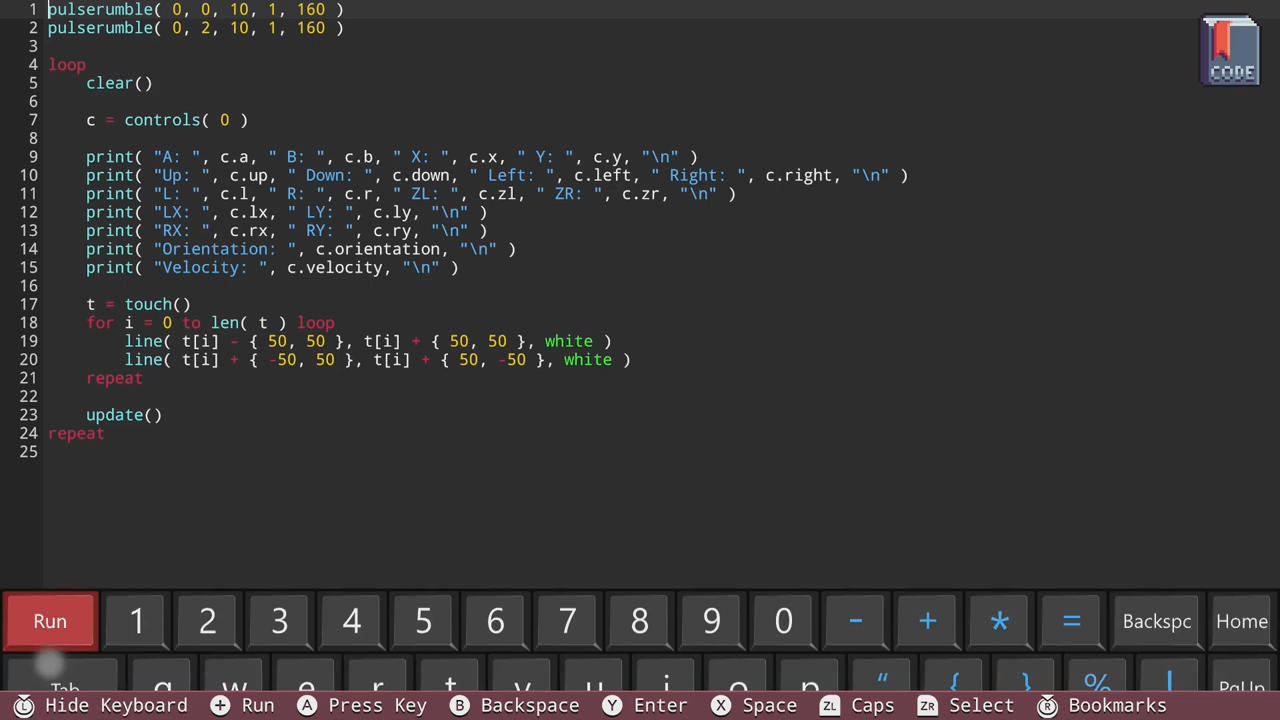 1 pulserumble( 0, 0, 10, 1, 160 )
2 pulserumble( 0, 2, 10, 1, 160 )
3
4 loop
5 clear()
6
7 c = controls( 0 )
8
9 print( "A: ", c.a, " B: ", c.b, " X: ", c.x, " Y: ", c.y, "\n" )
10 print( "Up: ", c.up, " Down: ", c.down, " Left: ", c.left, " Right: ", c.right, "\n" )
11 print( "L: ", c.l, " R: ", c.r, " ZL: ", c.zl, " ZR: ", c.zr, "\n" )
12 print( "LX: ", c.lx, " LY: ", c.ly, "\n" )
13 print( "RX: ", c.rx, " RY: ", c.ry, "\n" )
14 print( "Orientation: ", c.orientation, "\n" )
15 print( "Velocity: ", c.velocity, "\n" )
16
17 t = touch()
18 for i = 0 to len( t ) loop
19 line( t[i] - { 50, 50 }, t[i] + { 50, 50 }, white )
20 line( t[i] + { -50, 50 }, t[i] + { 50, -50 }, white )
21 repeat
22
23 update()
24 repeat
25
CODE
Run 1 2 3 4 5 6 7 8 9 0 - + * = Backspc Home
Tab q w e r t y u i o p " { } % ! PgUp
L Hide Keyboard + Run A Press Key B Backspace Y Enter X Space ZL Caps ZR Select R Bookmarks